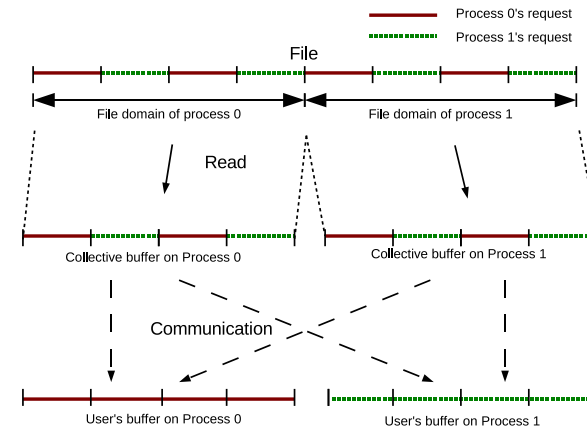 Process 0's request
Process 1's request
File
File domain of process 0
File domain of process 1
Read
Collective buffer on Process 0
Collective buffer on Process 1
Communication
User's buffer on Process 0
User's buffer on Process 1